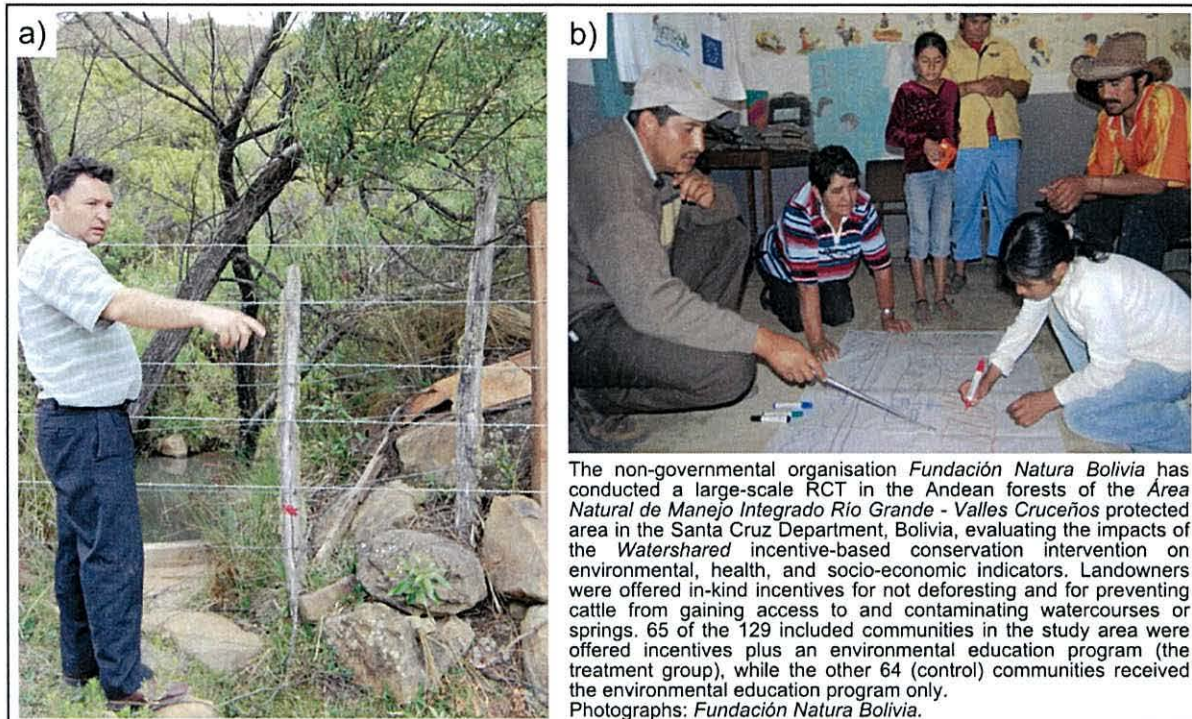 a)
b)
The non-governmental organisation Fundación Natura Bolivia has
conducted a large-scale RCT in the Andean forests of the Área
Natural de Manejo Integrado Río Grande - Valles Cruceños protected
area in the Santa Cruz Department, Bolivia, evaluating the impacts of
the Watershared incentive-based conservation intervention on
environmental, health, and socio-economic indicators. Landowners
were offered in-kind incentives for not deforesting and for preventing
cattle from gaining access to and contaminating watercourses or
springs. 65 of the 129 included communities in the study area were
offered incentives plus an environmental education program (the
treatment group), while the other 64 (control) communities received
the environmental education program only.
Photographs: Fundación Natura Bolivia.